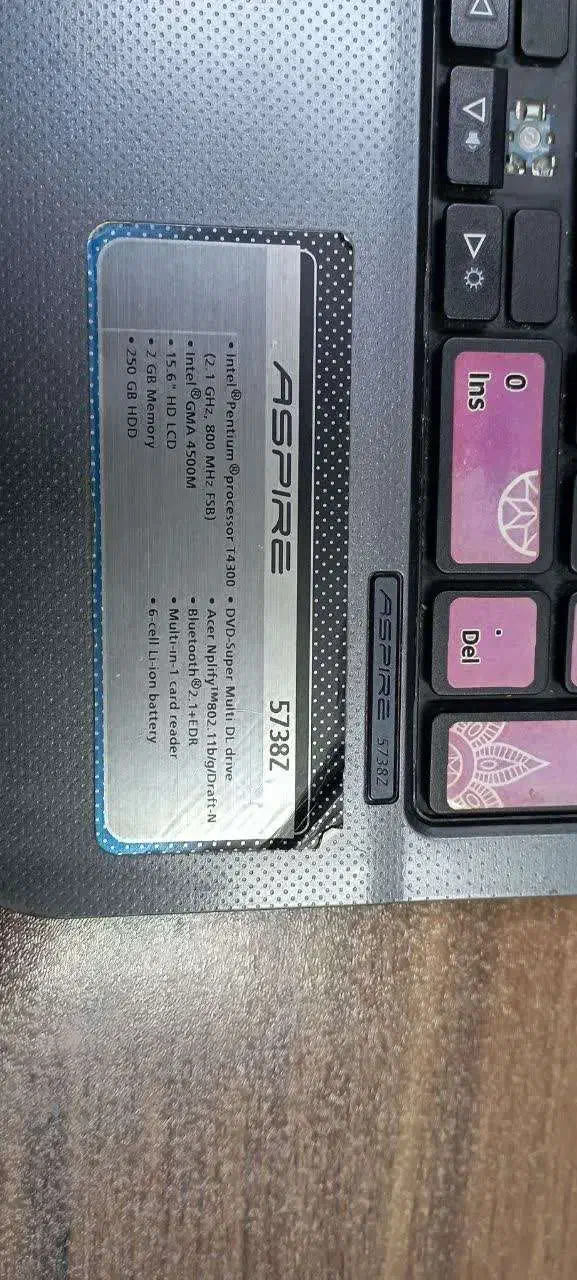 ASPIRE 5738Z
• Intel®Pentium®processor T4300
(2.1 GHz, 800 MHz FSB)
• Intel®GMA 4500M
• 15.6" HD LCD
• 2 GB Memory
• 250 GB HDD
• DVD-Super Multi DL drive
• Acer Nplify™802.11b/g/Draft-N
• Bluetooth®2.1+EDR
• Multi-in-1 card reader
• 6-cell Li-ion battery
ASPIRE 5738Z
0
Ins
.
Del